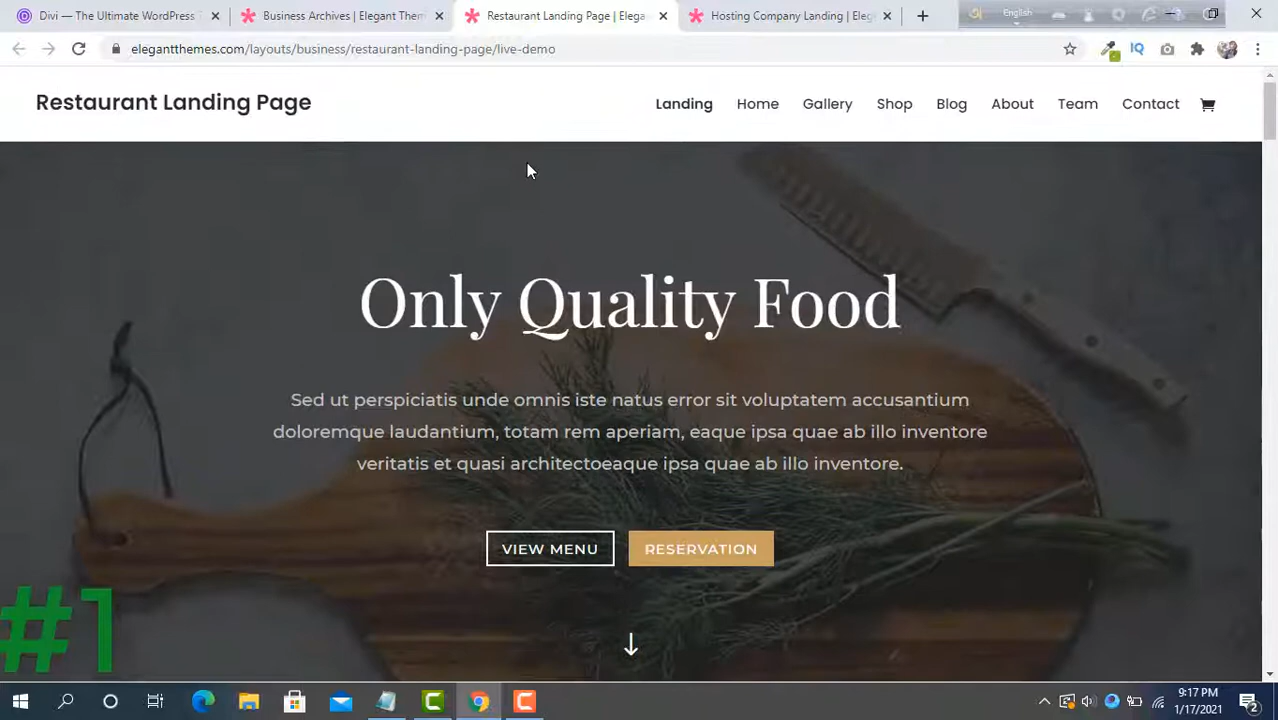 Divi — The Ultimate WordPress
Business Archives | Elegant Them
Restaurant Landing Page | Elega
Hosting Company Landing | Eleg
English
elegantthemes.com/layouts/business/restaurant-landing-page/live-demo
IQ
Restaurant Landing Page
Landing
Home
Gallery
Shop
Blog
About
Team
Contact
Only Quality Food
Sed ut perspiciatis unde omnis iste natus error sit voluptatem accusantium
doloremque laudantium, totam rem aperiam, eaque ipsa quae ab illo inventore
veritatis et quasi architectoeaque ipsa quae ab illo inventore.
VIEW MENU
RESERVATION
#1
9:17 PM
1/17/2021
2